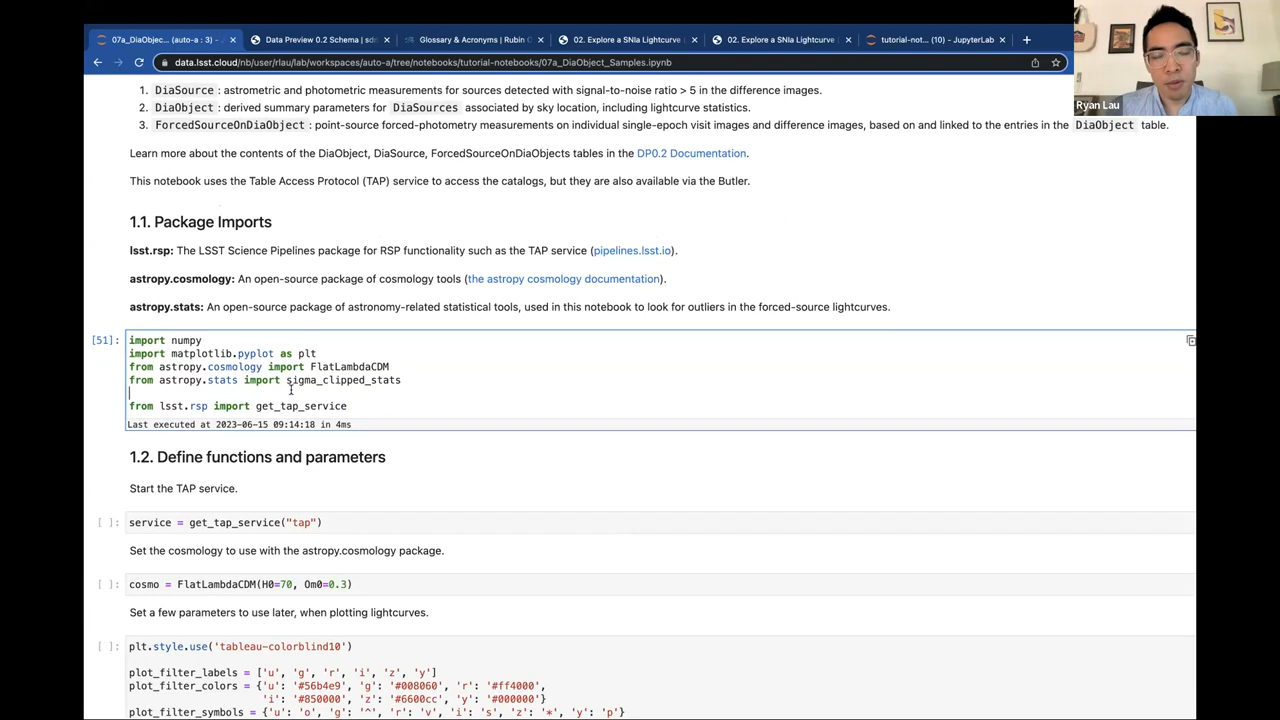 07a_DiaObjec… (auto-a : 3) -
Data Preview 0.2 Schema | sd
Glossary & Acronyms | Rubin
02. Explore a SNIa Lightcurve
02. Explore a SNIa Lightcurve
tutorial-not… (10) - JupyterLab
data.lsst.cloud/nb/user/rlau/lab/workspaces/auto-a/tree/notebooks/tutorial-notebooks/07a_DiaObject_Samples.ipynb
Ryan Lau
1. DiaSource : astrometric and photometric measurements for sources detected with signal-to-noise ratio > 5 in the difference images.
2. DiaObject : derived summary parameters for DiaSources associated by sky location, including lightcurve statistics.
3. ForcedSourceOnDiaObject : point-source forced-photometry measurements on individual single-epoch visit images and difference images, based on and linked to the entries in the DiaObject table.
Learn more about the contents of the DiaObject, DiaSource, ForcedSourceOnDiaObjects tables in the DP0.2 Documentation.
This notebook uses the Table Access Protocol (TAP) service to access the catalogs, but they are also available via the Butler.
1.1. Package Imports
lsst.rsp: The LSST Science Pipelines package for RSP functionality such as the TAP service (pipelines.lsst.io).
astropy.cosmology: An open-source package of cosmology tools (the astropy cosmology documentation).
astropy.stats: An open-source package of astronomy-related statistical tools, used in this notebook to look for outliers in the forced-source lightcurves.
[51]: import numpy
import matplotlib.pyplot as plt
from astropy.cosmology import FlatLambdaCDM
from astropy.stats import sigma_clipped_stats
from lsst.rsp import get_tap_service
Last executed at 2023-06-15 09:14:18 in 4ms
1.2. Define functions and parameters
Start the TAP service.
[ ]: service = get_tap_service("tap")
Set the cosmology to use with the astropy.cosmology package.
[ ]: cosmo = FlatLambdaCDM(H0=70, Om0=0.3)
Set a few parameters to use later, when plotting lightcurves.
[ ]: plt.style.use('tableau-colorblind10')
plot_filter_labels = ['u', 'g', 'r', 'i', 'z', 'y']
plot_filter_colors = {'u': '#56b4e9', 'g': '#008060', 'r': '#ff4000',
'i': '#850000', 'z': '#6600cc', 'y': '#000000'}
plot_filter_symbols = {'u': 'o', 'g': '^', 'r': 'v', 'i': 's', 'z': '*', 'y': 'p'}